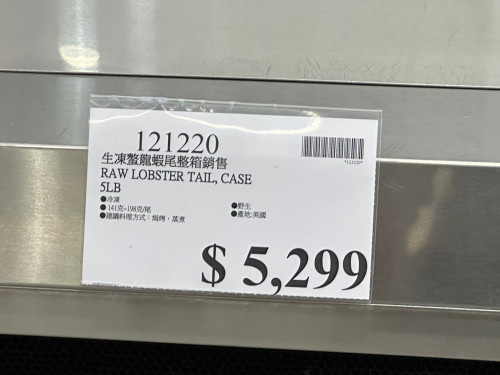 121220
生凍螯龍蝦尾整箱銷售
RAW LOBSTER TAIL, CASE
5LB
●冷凍
●野生
●141克~198克/尾
●產地:美國
●建議料理方式：焗烤，蒸煮
*121220*
$ 5,299